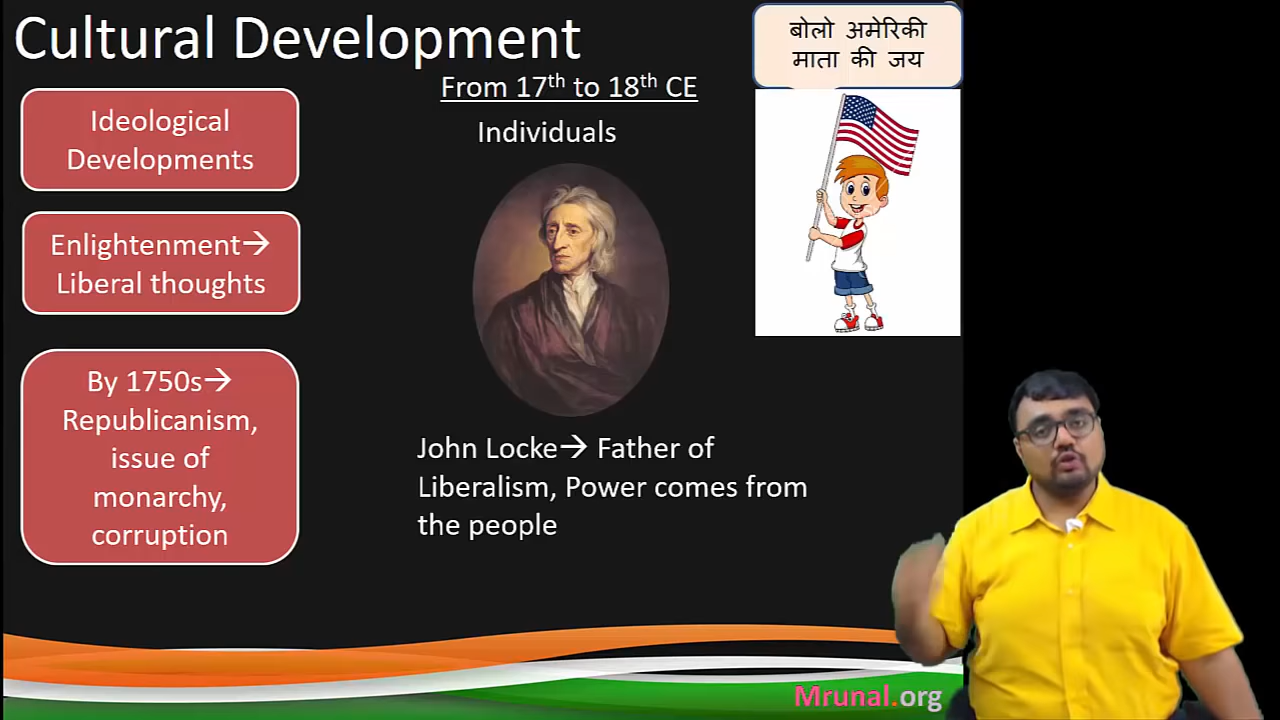 Cultural Development
From 17th to 18th CE
Individuals
Ideological
Developments
Enlightenment→
Liberal thoughts
By 1750s→
Republicanism,
issue of
monarchy,
corruption
John Locke→ Father of
Liberalism, Power comes from
the people
बोलो अमेरिकी
माता की जय
Mrunal.org